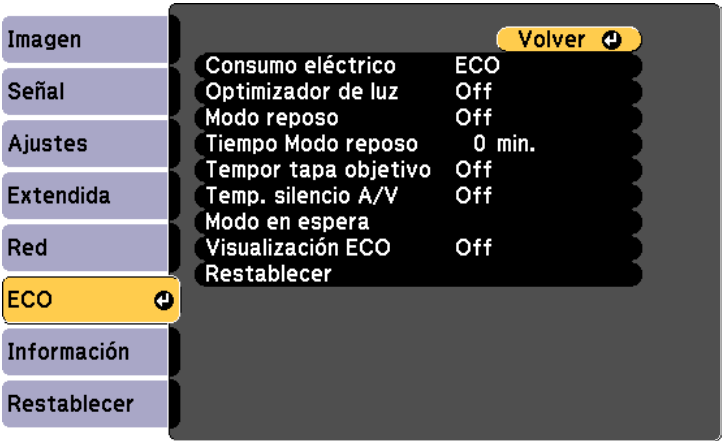 Imagen
Señal
Ajustes
Extendida
Red
ECO
Información
Restablecer
Volver
Consumo eléctrico ECO
Optimizador de luz Off
Modo reposo Off
Tiempo Modo reposo 0 min.
Tempor tapa objetivo Off
Temp. silencio A/V Off
Modo en espera
Visualización ECO Off
Restablecer